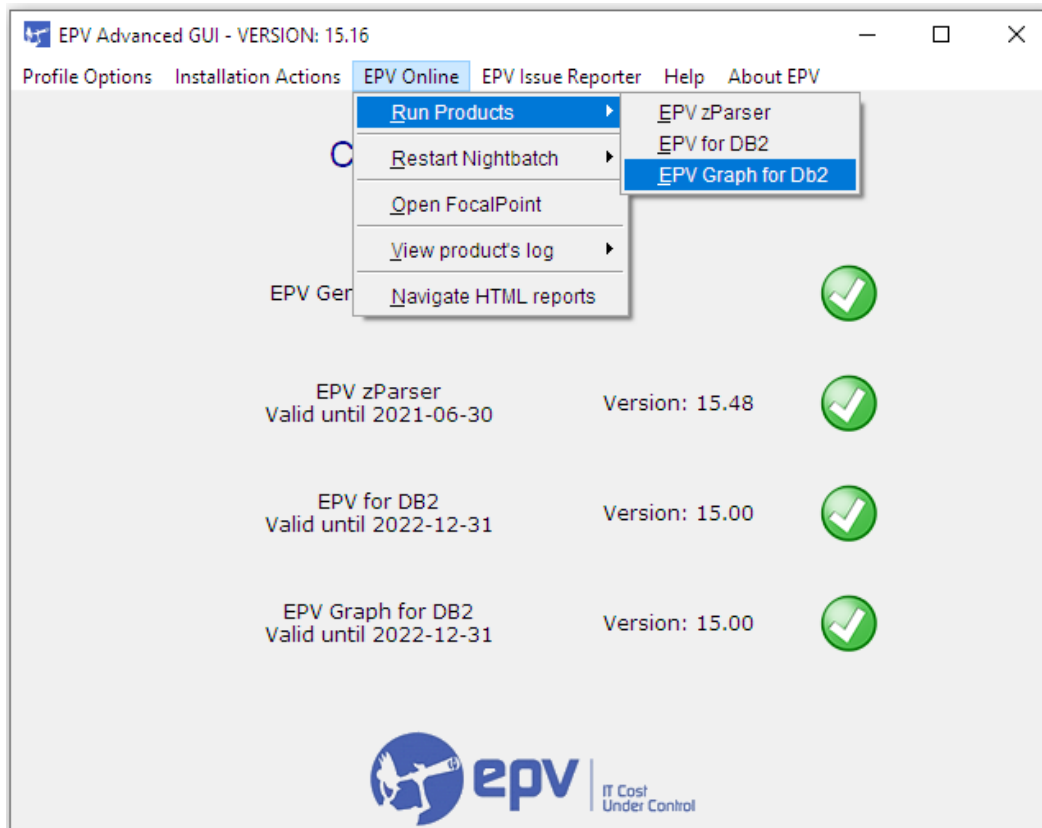 EPV Advanced GUI - VERSION: 15.16
Profile Options Installation Actions EPV Online EPV Issue Reporter Help About EPV
Run Products
EPV zParser
EPV for DB2
EPV Graph for Db2
C
Restart Nightbatch
Open FocalPoint
View product's log
Navigate HTML reports
EPV Ger
EPV zParser
Valid until 2021-06-30
Version: 15.48
EPV for DB2
Valid until 2022-12-31
Version: 15.00
EPV Graph for DB2
Valid until 2022-12-31
Version: 15.00
epv
IT Cost
Under Control